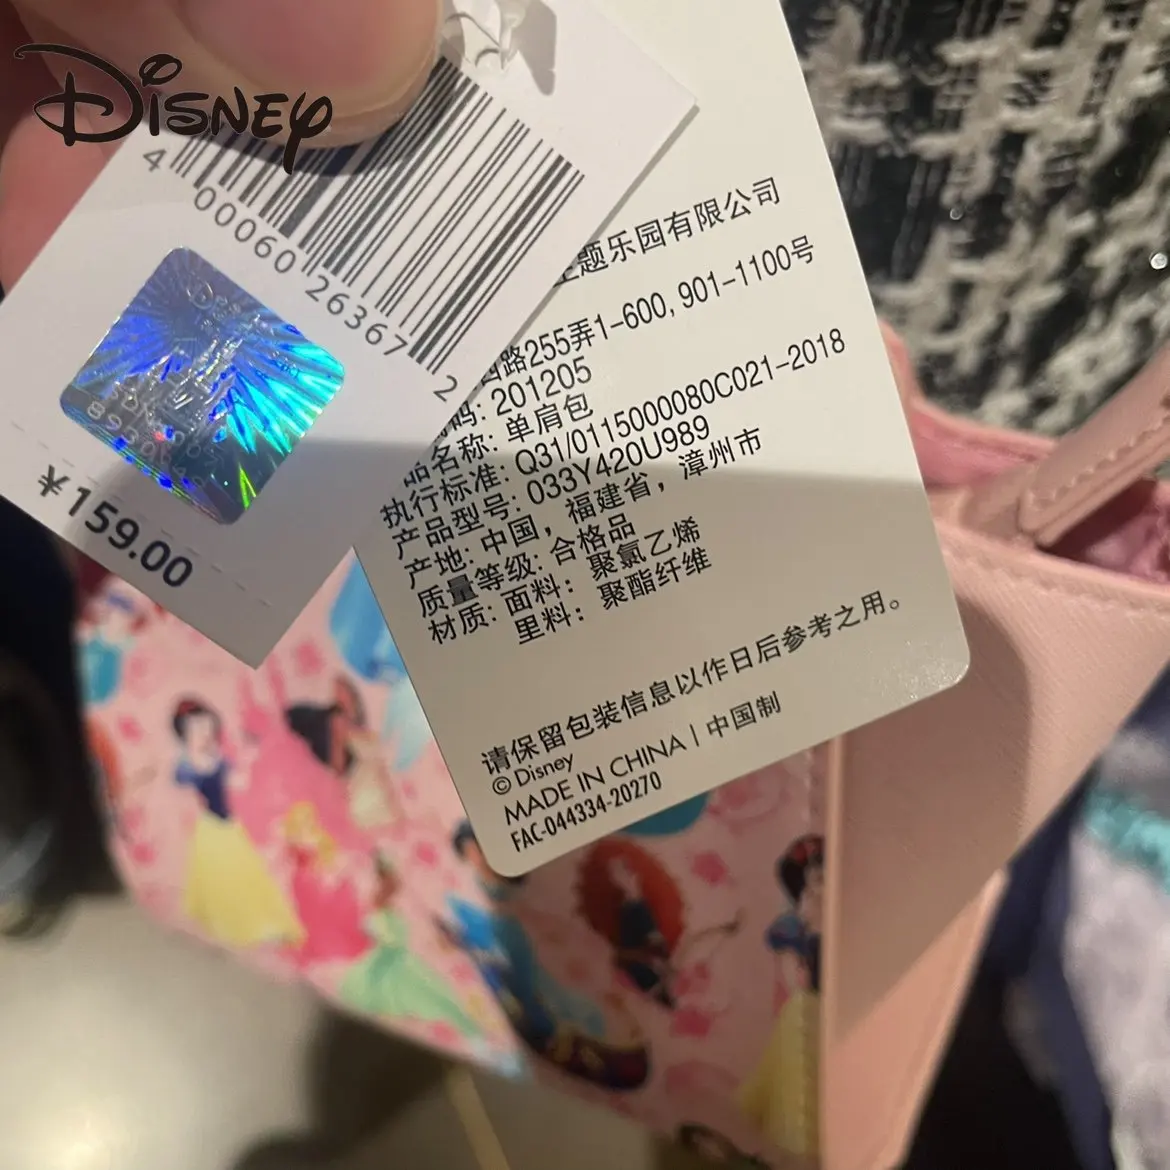 DISNEY
4 00060 26367 2
¥159.00
主题乐园有限公司
西路255弄1-600, 901-1100号
码: 201205
品名称: 单肩包
执行标准: Q31/0115000080C021-2018
产品型号: 033Y420U989
产地: 中国, 福建省, 漳州市
质量等级: 合格品
材质: 面料: 聚氯乙烯
里料: 聚酯纤维
请保留包装信息以作日后参考之用。
© Disney
MADE IN CHINA | 中国制
FAC-044334-20270